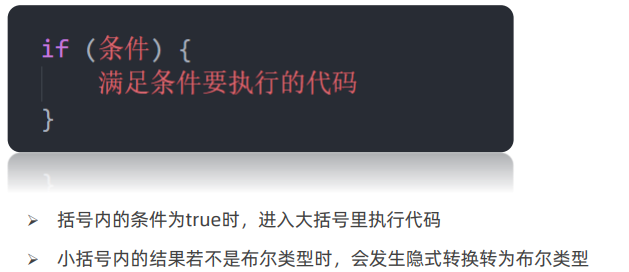 if (条件) {
满足条件要执行的代码
}
➢ 括号内的条件为true时，进入大括号里执行代码
➢ 小括号内的结果若不是布尔类型时，会发生隐式转换转为布尔类型